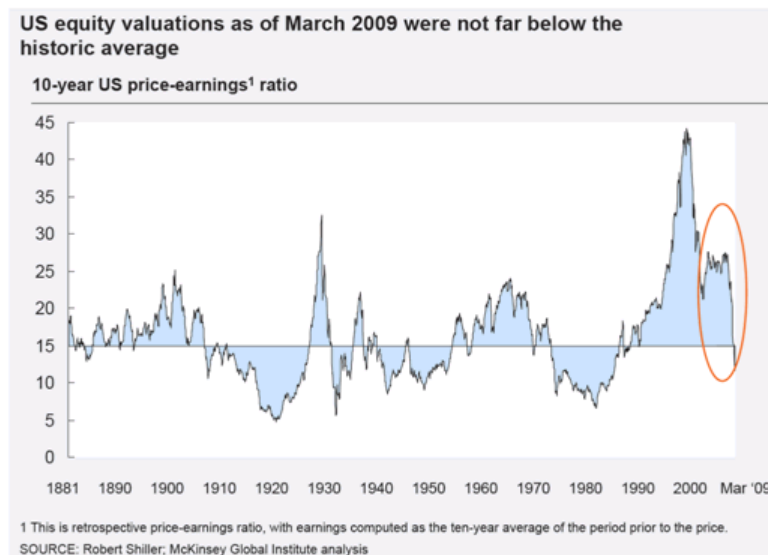 US equity valuations as of March 2009 were not far below the
historic average
10-year US price-earnings¹ ratio
45
40
35
30
25
20
15
10
5
0
1881 1890 1900 1910 1920 1930 1940 1950 1960 1970 1980 1990 2000 Mar '09
1 This is retrospective price-earnings ratio, with earnings computed as the ten-year average of the period prior to the price.
SOURCE: Robert Shiller; McKinsey Global Institute analysis